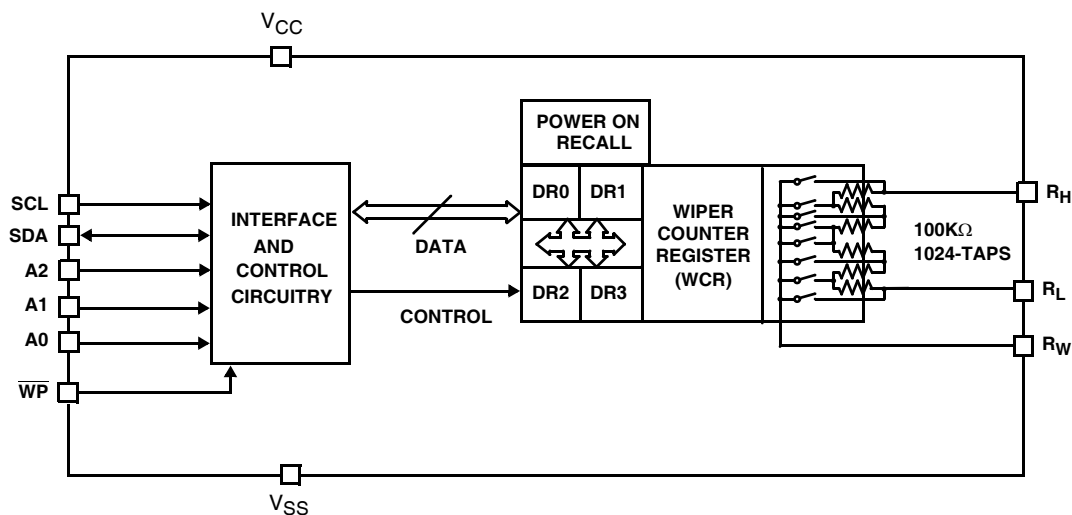 VCC
POWER ON
RECALL
SCL
SDA
A2
A1
A0
WP
INTERFACE
AND
CONTROL
CIRCUITRY
DATA
CONTROL
DR0
DR1
DR2
DR3
WIPER
COUNTER
REGISTER
(WCR)
100KΩ
1024-TAPS
RH
RL
RW
VSS